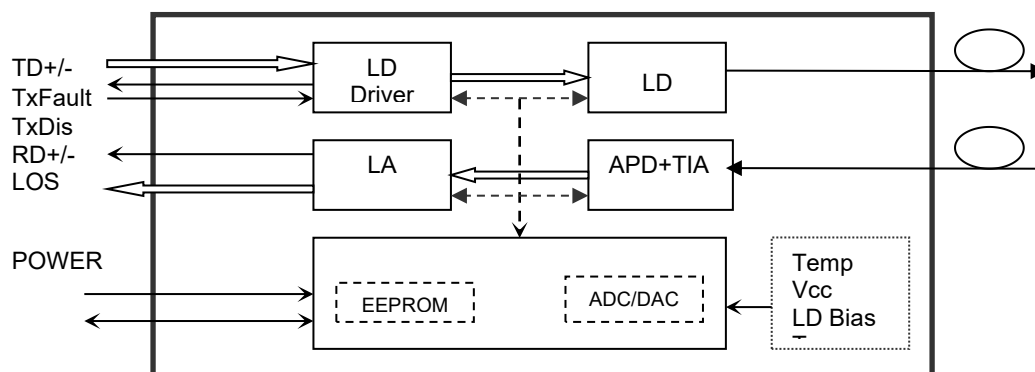 TD+/-
TxFault
TxDis
RD+/-
LOS
POWER
LD
Driver
LD
LA
APD+TIA
EEPROM
ADC/DAC
Temp
Vcc
LD Bias